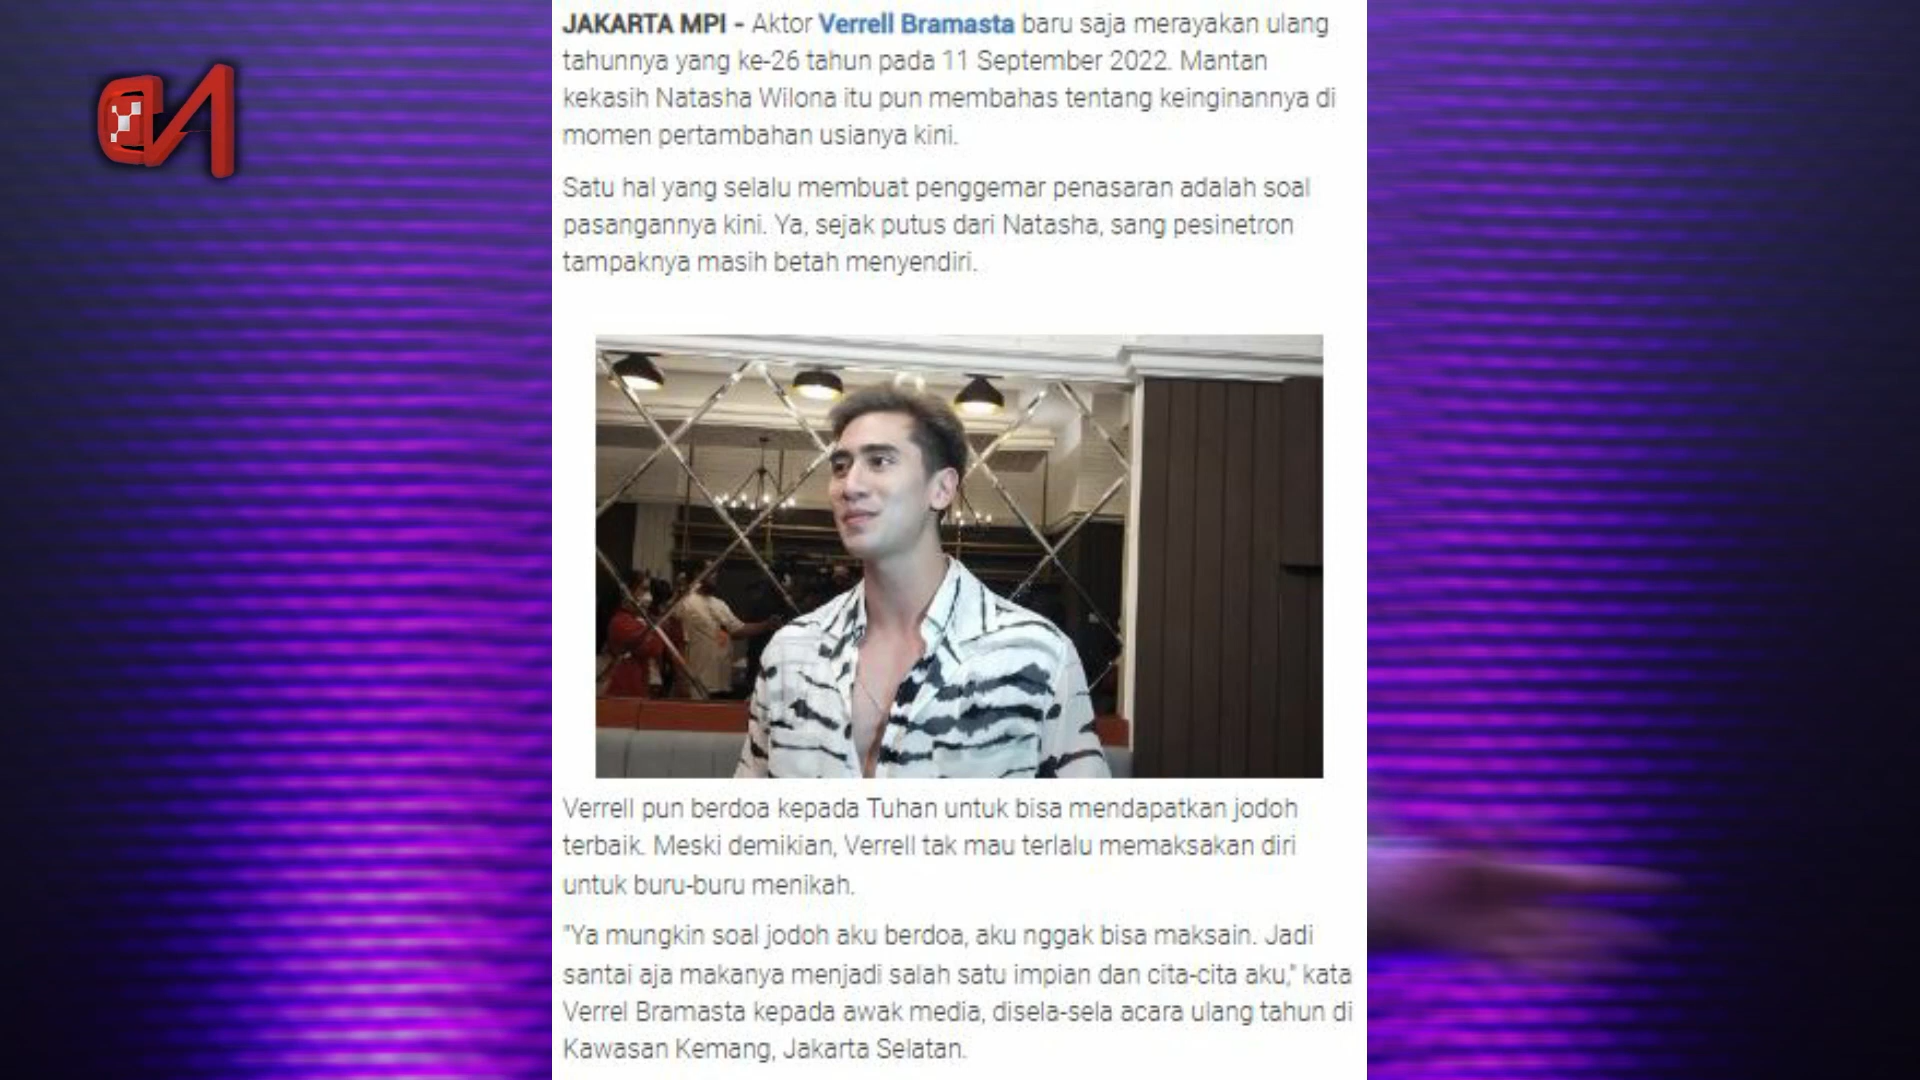 JAKARTA MPI - Aktor Verrell Bramasta baru saja merayakan ulang
tahunnya yang ke-26 tahun pada 11 September 2022. Mantan
kekasih Natasha Wilona itu pun membahas tentang keinginannya di
momen pertambahan usianya kini.
Satu hal yang selalu membuat penggemar penasaran adalah soal
pasangannya kini. Ya, sejak putus dari Natasha, sang pesinetron
tampaknya masih betah menyendiri.
Verrell pun berdoa kepada Tuhan untuk bisa mendapatkan jodoh
terbaik. Meski demikian, Verrell tak mau terlalu memaksakan diri
untuk buru-buru menikah.
"Ya mungkin soal jodoh aku berdoa, aku nggak bisa maksain. Jadi
santai aja makanya menjadi salah satu impian dan cita-cita aku," kata
Verrel Bramasta kepada awak media, disela-sela acara ulang tahun di
Kawasan Kemang, Jakarta Selatan.